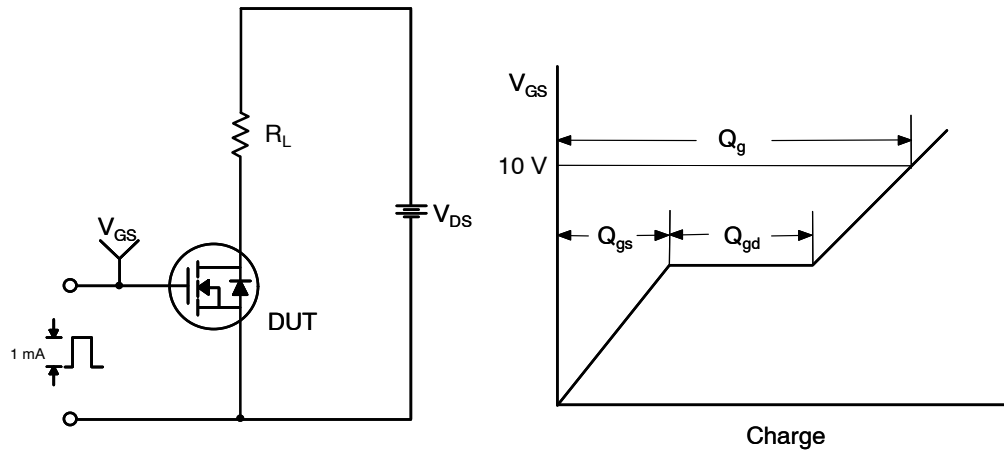 R_L
V_GS
V_DS
DUT
1 mA
V_GS
Q_g
10 V
Q_gs
Q_gd
Charge